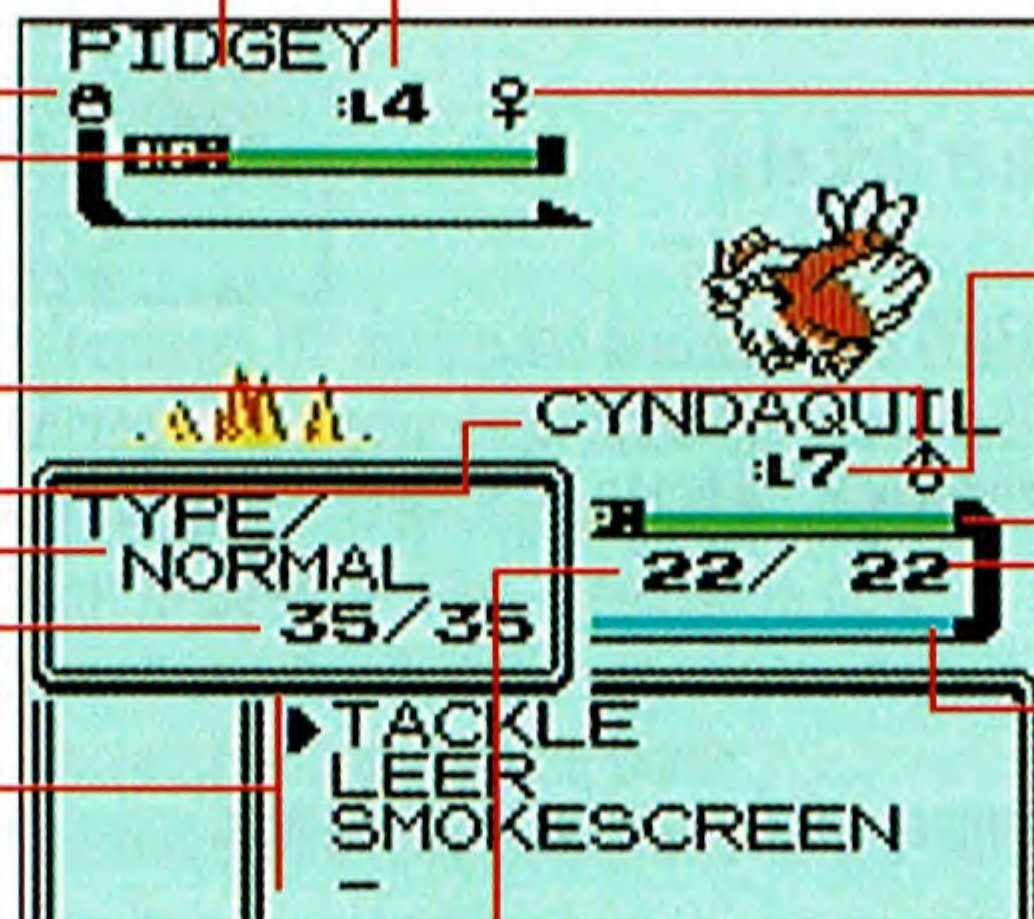 PIDGEY
:L4 ♀
CYNDAQUIL
:L7 ♂
TYPE/
NORMAL
22/ 22
35/35
▶TACKLE
LEER
SMOKESCREEN
–